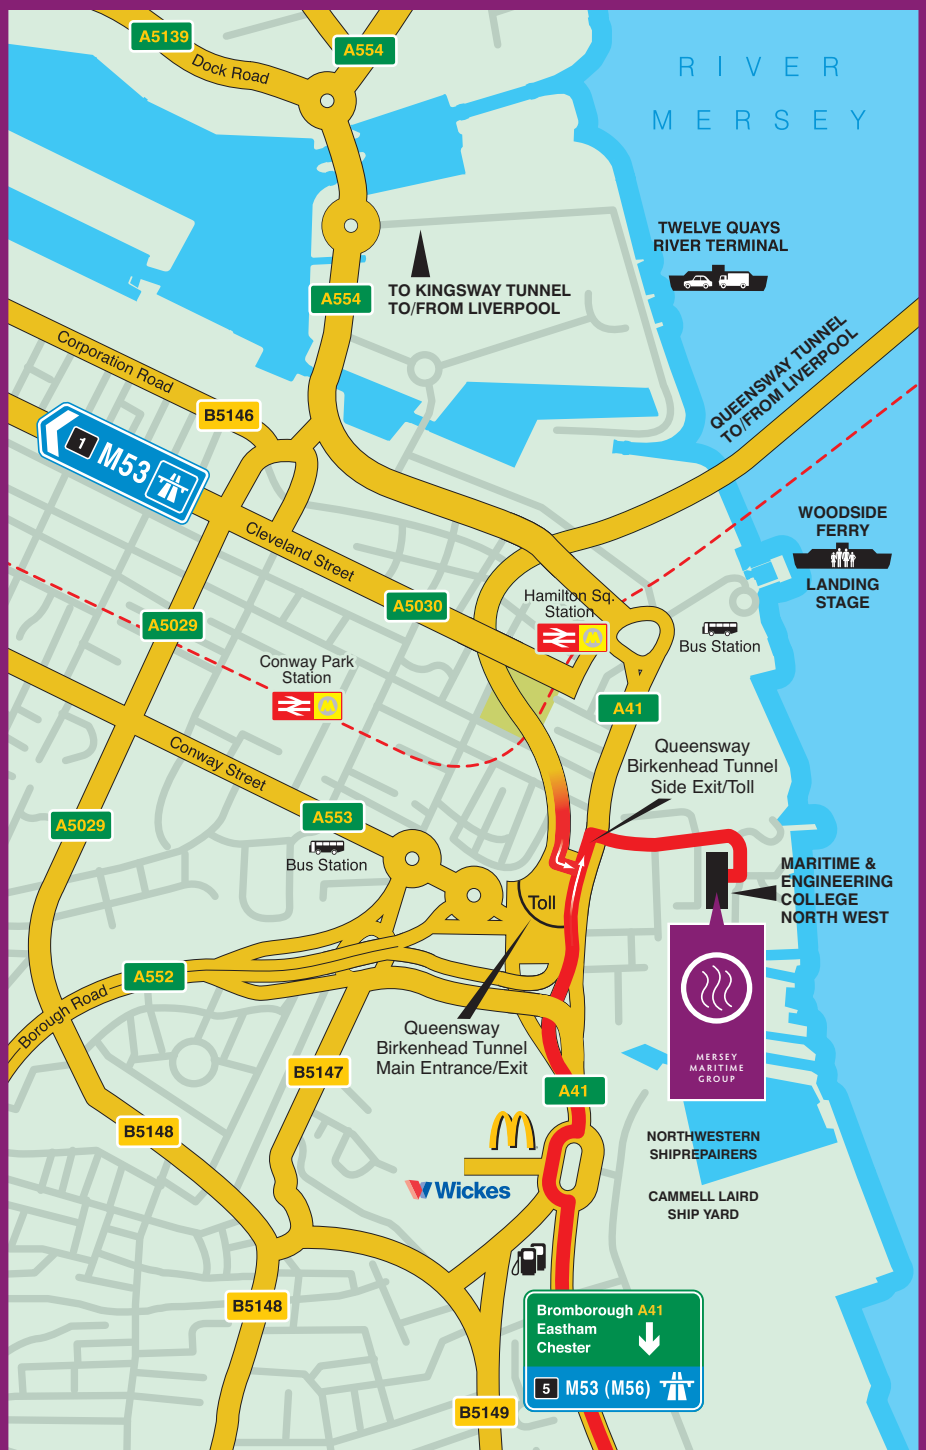 A5139
A554
Dock Road
RIVER
MERSEY
TWELVE QUAYS
RIVER TERMINAL
A554
TO KINGSWAY TUNNEL
TO/FROM LIVERPOOL
QUEENSWAY TUNNEL
TO/FROM LIVERPOOL
Corporation Road
B5146
1 M53
WOODSIDE
FERRY
LANDING
STAGE
Cleveland Street
A5030
Hamilton Sq.
Station
A5029
Bus Station
Conway Park
Station
A41
Conway Street
Queensway
Birkenhead Tunnel
Side Exit/Toll
A553
A5029
Bus Station
MARITIME &
ENGINEERING
COLLEGE
NORTH WEST
Toll
A552
Borough Road
Queensway
Birkenhead Tunnel
Main Entrance/Exit
MERSEY
MARITIME
GROUP
B5147
A41
B5148
NORTHWESTERN
SHIPREPAIRERS
Wickes
CAMMELL LAIRD
SHIP YARD
B5148
Bromborough A41
Eastham
Chester
5 M53 (M56)
B5149